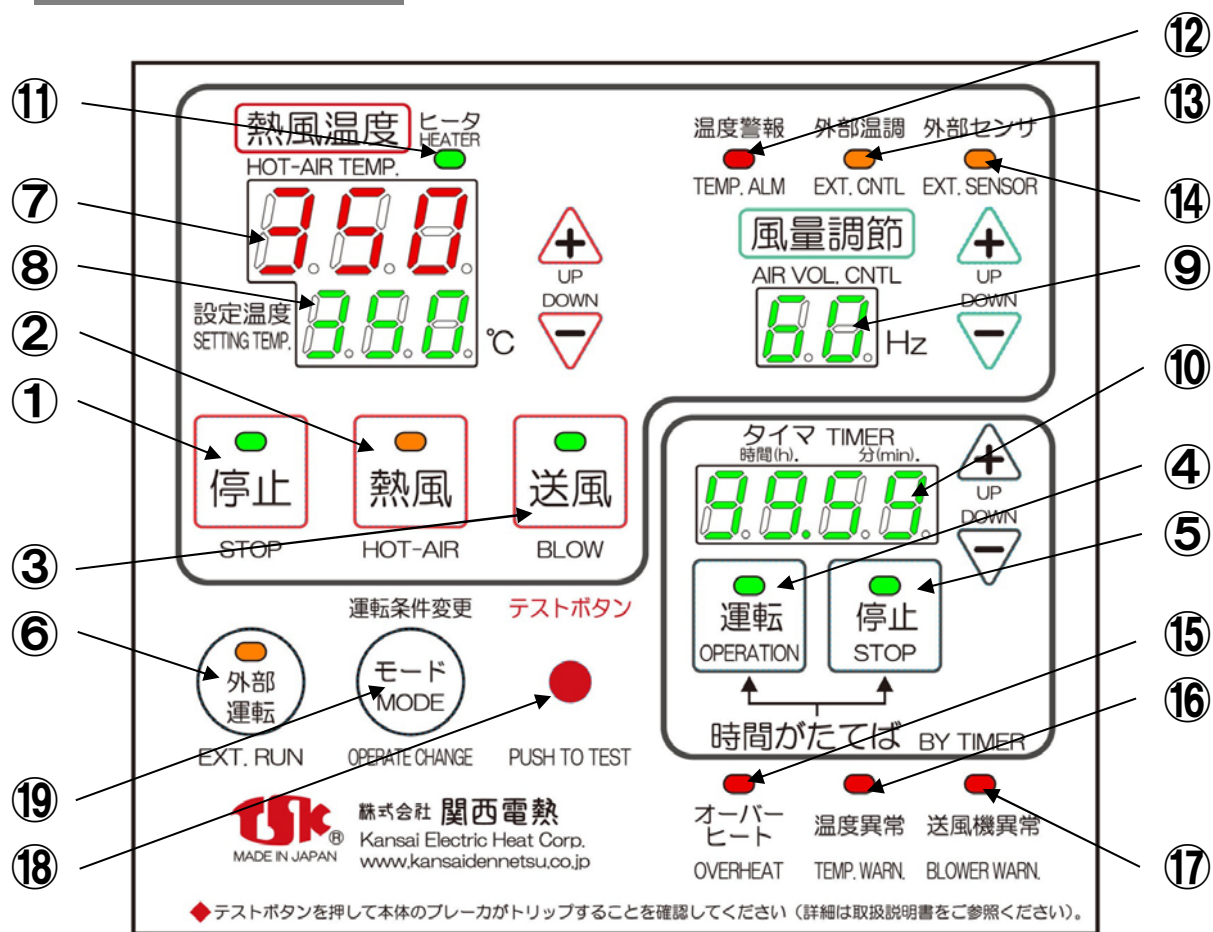 ⑪
⑦
⑧
②
①
③
⑥
⑲
⑱
⑫
⑬
⑭
⑨
⑩
④
⑤
⑮
⑯
⑰
熱風温度
ヒータ
HEATER
HOT-AIR TEMP.
350
設定温度
SETTING TEMP.
350
℃
+
UP
DOWN
−
温度警報
TEMP. ALM
外部温調
EXT. CNTL
外部センサ
EXT. SENSOR
風量調節
AIR VOL. CNTL
60
Hz
+
UP
DOWN
−
停止
STOP
熱風
HOT-AIR
送風
BLOW
タイマ TIMER
時間(h). 分(min).
99.59
+
UP
DOWN
−
運転
OPERATION
停止
STOP
時間がたてば BY TIMER
外部
運転
EXT. RUN
運転条件変更
モード
MODE
OPERATE CHANGE
テストボタン
PUSH TO TEST
オーバー
ヒート
OVERHEAT
温度異常
TEMP. WARN.
送風機異常
BLOWER WARN.
TSK®
MADE IN JAPAN
株式会社 関西電熱
Kansai Electric Heat Corp.
www.kansaidennetsu.co.jp
◆テストボタンを押して本体のブレーカがトリップすることを確認してください（詳細は取扱説明書をご参照ください）。